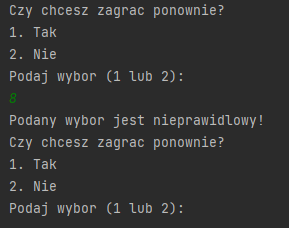 Czy chcesz zagrac ponownie?
1. Tak
2. Nie
Podaj wybor (1 lub 2):
8
Podany wybor jest nieprawidlowy!
Czy chcesz zagrac ponownie?
1. Tak
2. Nie
Podaj wybor (1 lub 2):